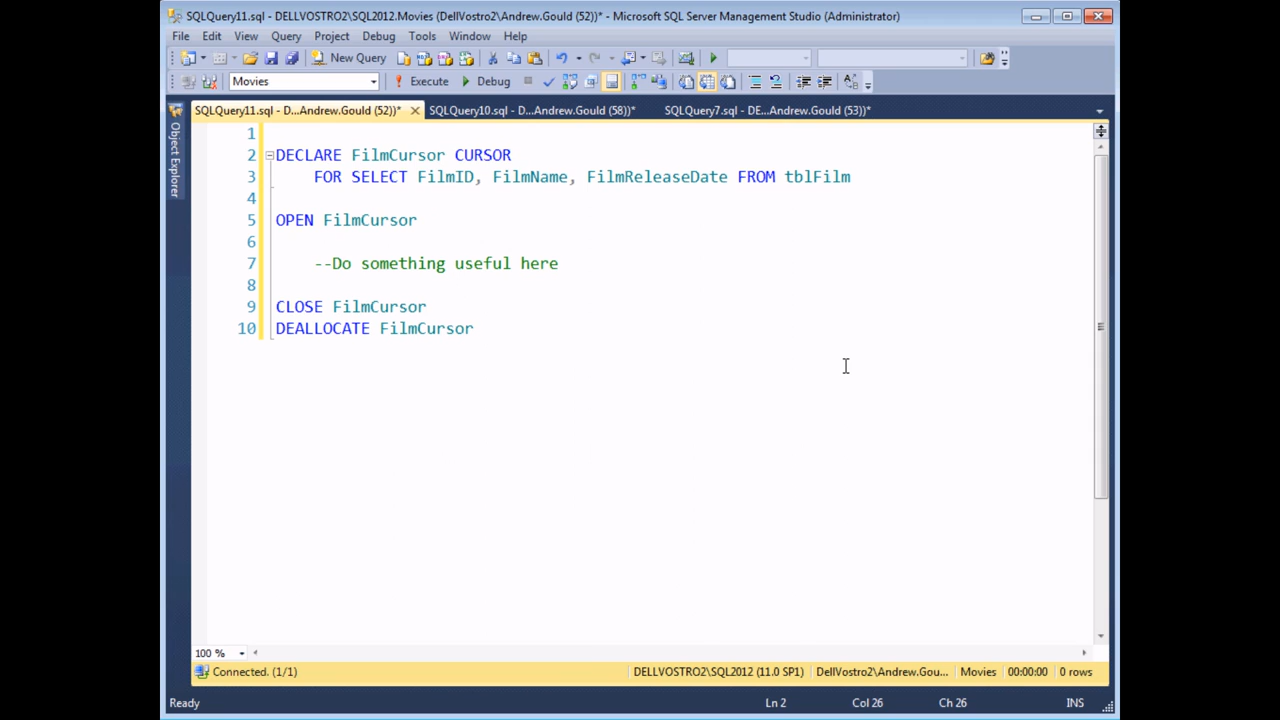 SQLQuery11.sql - DELLVOSTRO2\SQL2012.Movies (DellVostro2\Andrew.Gould (52))* - Microsoft SQL Server Management Studio (Administrator)
File Edit View Query Project Debug Tools Window Help
New Query
Movies Execute Debug
SQLQuery11.sql - D...Andrew.Gould (52))* SQLQuery10.sql - D...Andrew.Gould (58))* SQLQuery7.sql - DE...Andrew.Gould (53))*
Object Explorer
1
2 DECLARE FilmCursor CURSOR
3 FOR SELECT FilmID, FilmName, FilmReleaseDate FROM tblFilm
4
5 OPEN FilmCursor
6
7 --Do something useful here
8
9 CLOSE FilmCursor
10 DEALLOCATE FilmCursor
100 %
Connected. (1/1) DELLVOSTRO2\SQL2012 (11.0 SP1) DellVostro2\Andrew.Gou... Movies 00:00:00 0 rows
Ready Ln 2 Col 26 Ch 26 INS